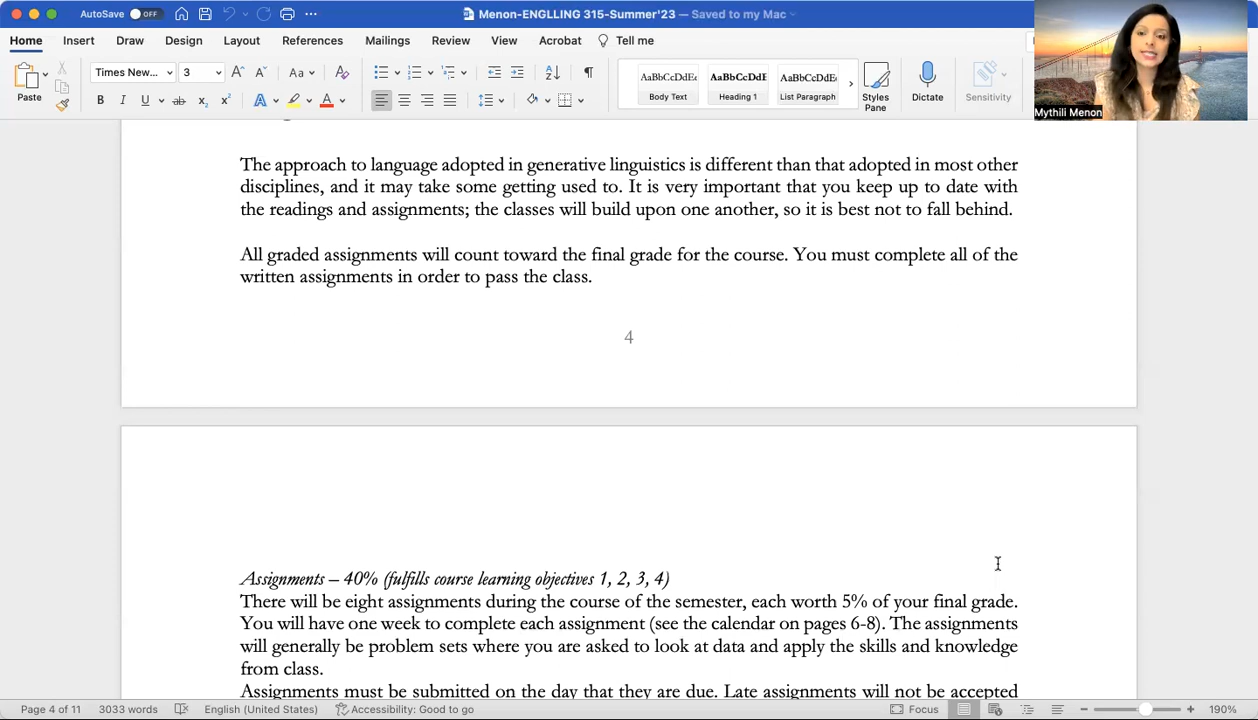 AutoSave OFF
Menon-ENGLLING 315-Summer'23 — Saved to my Mac
Home Insert Draw Design Layout References Mailings Review View Acrobat Tell me
Paste
Times New... 3
Aa
B I U ab x₂ x² A A
AaBbCcDdEe AaBbCcDdE AaBbCcDdEe
Body Text Heading 1 List Paragraph
Styles
Pane
Dictate
Sensitivity
Mythili Menon
The approach to language adopted in generative linguistics is different than that adopted in most other
disciplines, and it may take some getting used to. It is very important that you keep up to date with
the readings and assignments; the classes will build upon one another, so it is best not to fall behind.
All graded assignments will count toward the final grade for the course. You must complete all of the
written assignments in order to pass the class.
4
Assignments – 40% (fulfills course learning objectives 1, 2, 3, 4)
There will be eight assignments during the course of the semester, each worth 5% of your final grade.
You will have one week to complete each assignment (see the calendar on pages 6-8). The assignments
will generally be problem sets where you are asked to look at data and apply the skills and knowledge
from class.
Assignments must be submitted on the day that they are due. Late assignments will not be accepted
Page 4 of 11 3033 words English (United States) Accessibility: Good to go Focus 190%